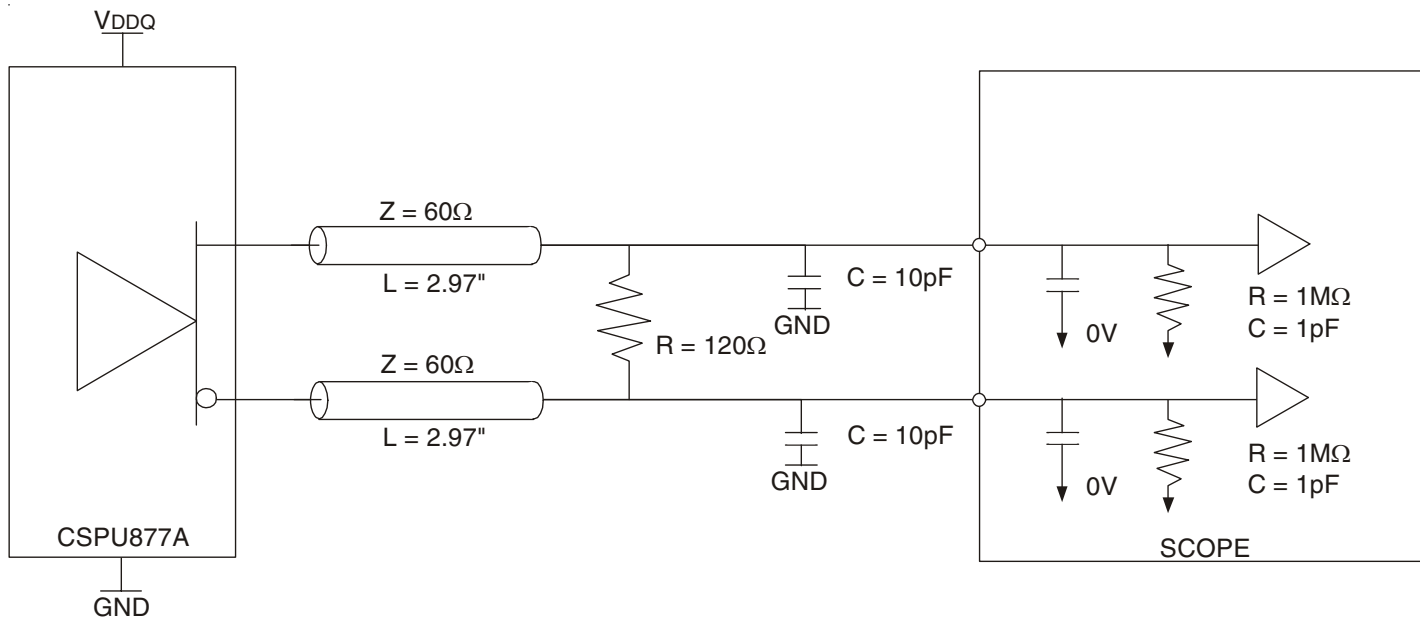 VDDQ
Z = 60Ω
L = 2.97"
C = 10pF
GND
R = 120Ω
0V
R = 1MΩ
C = 1pF
Z = 60Ω
L = 2.97"
C = 10pF
GND
0V
R = 1MΩ
C = 1pF
CSPU877A
SCOPE
GND